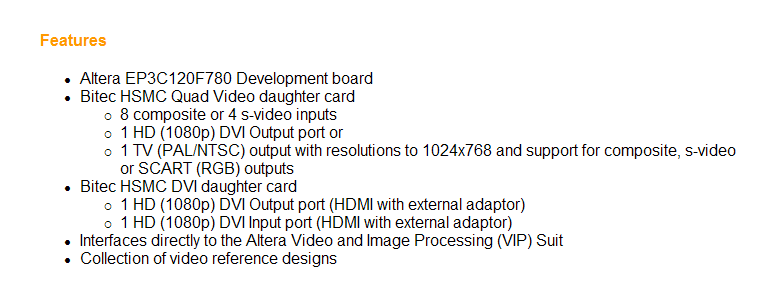 Features
• Altera EP3C120F780 Development board
• Bitec HSMC Quad Video daughter card
o 8 composite or 4 s-video inputs
o 1 HD (1080p) DVI Output port or
o 1 TV (PAL/NTSC) output with resolutions to 1024x768 and support for composite, s-video
or SCART (RGB) outputs
• Bitec HSMC DVI daughter card
o 1 HD (1080p) DVI Output port (HDMI with external adaptor)
o 1 HD (1080p) DVI Input port (HDMI with external adaptor)
• Interfaces directly to the Altera Video and Image Processing (VIP) Suit
• Collection of video reference designs